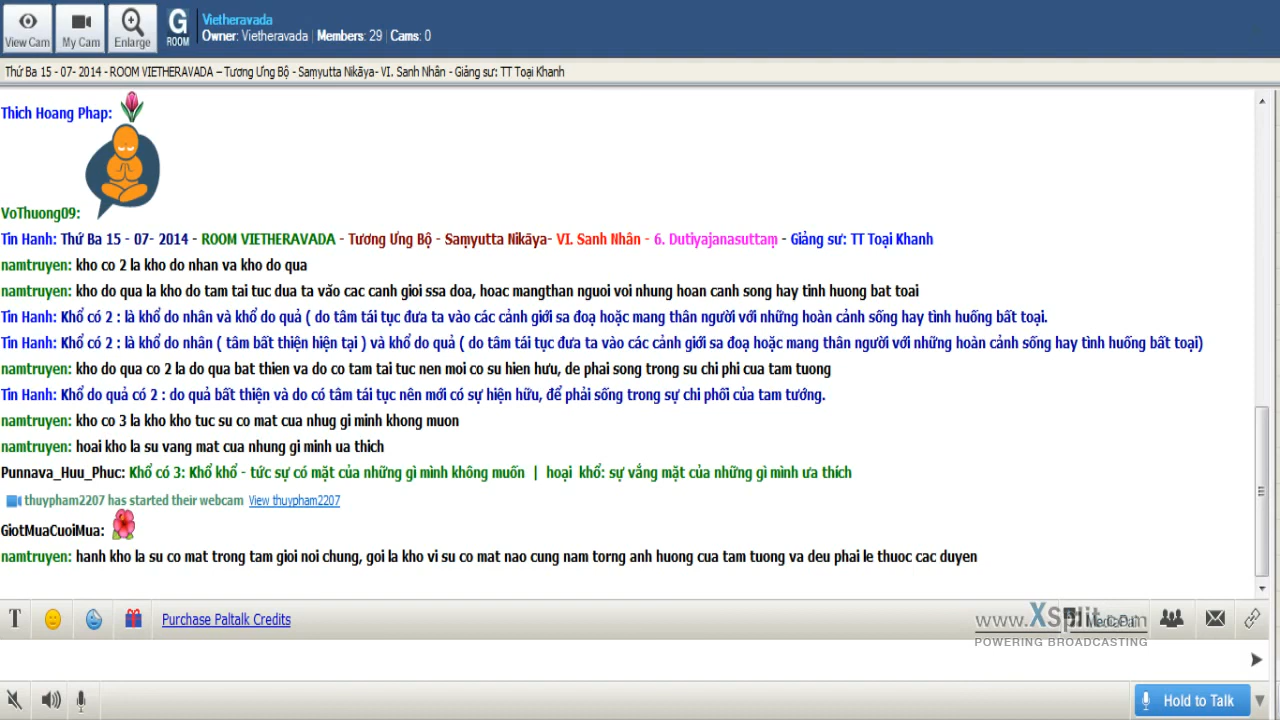 View Cam
My Cam
Enlarge
G
ROOM
Vietheravada
Owner: Vietheravada | Members: 29 | Cams: 0
Thứ Ba 15 - 07- 2014 - ROOM VIETHERAVADA – Tương Ưng Bộ - Saṃyutta Nikāya- VI. Sanh Nhân - Giảng sư: TT Toại Khanh
Thich Hoang Phap:
VoThuong09:
Tin Hanh: Thứ Ba 15 - 07- 2014 - ROOM VIETHERAVADA - Tương Ưng Bộ - Saṃyutta Nikāya- VI. Sanh Nhân - 6. Dutiyajanasuttaṃ - Giảng sư: TT Toại Khanh
namtruyen: kho co 2 la kho do nhan va kho do qua
namtruyen: kho do qua la kho do tam tai tuc dua ta văo cac canh gioi ssa doa, hoac mangthan nguoi voi nhung hoan canh song hay tinh huong bat toai
Tin Hanh: Khổ có 2 : là khổ do nhân và khổ do quả ( do tâm tái tục đưa ta vào các cảnh giới sa đoạ hoặc mang thân người với những hoàn cảnh sống hay tình huống bất toại.
Tin Hanh: Khổ có 2 : là khổ do nhân ( tâm bất thiện hiện tại ) và khổ do quả ( do tâm tái tục đưa ta vào các cảnh giới sa đoạ hoặc mang thân người với những hoàn cảnh sống hay tình huống bất toại)
namtruyen: kho do qua co 2 la do qua bat thien va do co tam tai tuc nen moi co su hien hưu, de phai song trong su chi phi cua tam tuong
Tin Hanh: Khổ do quả có 2 : do quả bất thiện và do có tâm tái tục nên mới có sự hiện hữu, để phải sống trong sự chi phối của tam tướng.
namtruyen: kho co 3 la kho kho tuc su co mat cua nhug gi minh khong muon
namtruyen: hoai kho la su vang mat cua nhung gi minh ua thich
Punnava_Huu_Phuc: Khổ có 3: Khổ khổ - tức sự có mặt của những gì mình không muốn | hoại khổ: sự vắng mặt của những gì mình ưa thích
thuypham2207 has started their webcam View thuypham2207
GiotMuaCuoiMua:
namtruyen: hanh kho la su co mat trong tam gioi noi chung, goi la kho vi su co mat nao cung nam torng anh huong cua tam tuong va deu phai le thuoc cac duyen
T
Purchase Paltalk Credits
www.XSplit.com
POWERING BROADCASTING
Hold to Talk